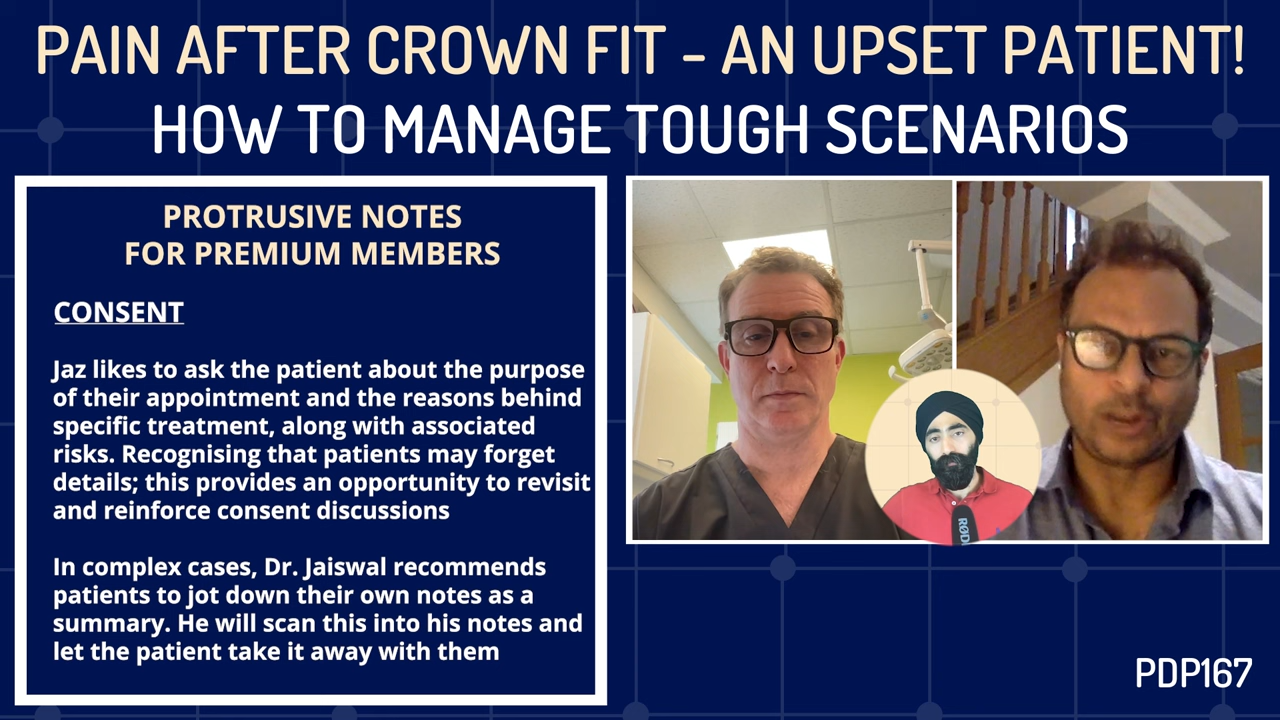 PAIN AFTER CROWN FIT - AN UPSET PATIENT!
HOW TO MANAGE TOUGH SCENARIOS
PROTRUSIVE NOTES
FOR PREMIUM MEMBERS
CONSENT
Jaz likes to ask the patient about the purpose
of their appointment and the reasons behind
specific treatment, along with associated
risks. Recognising that patients may forget
details; this provides an opportunity to revisit
and reinforce consent discussions
In complex cases, Dr. Jaiswal recommends
patients to jot down their own notes as a
summary. He will scan this into his notes and
let the patient take it away with them
RØDE
PDP167